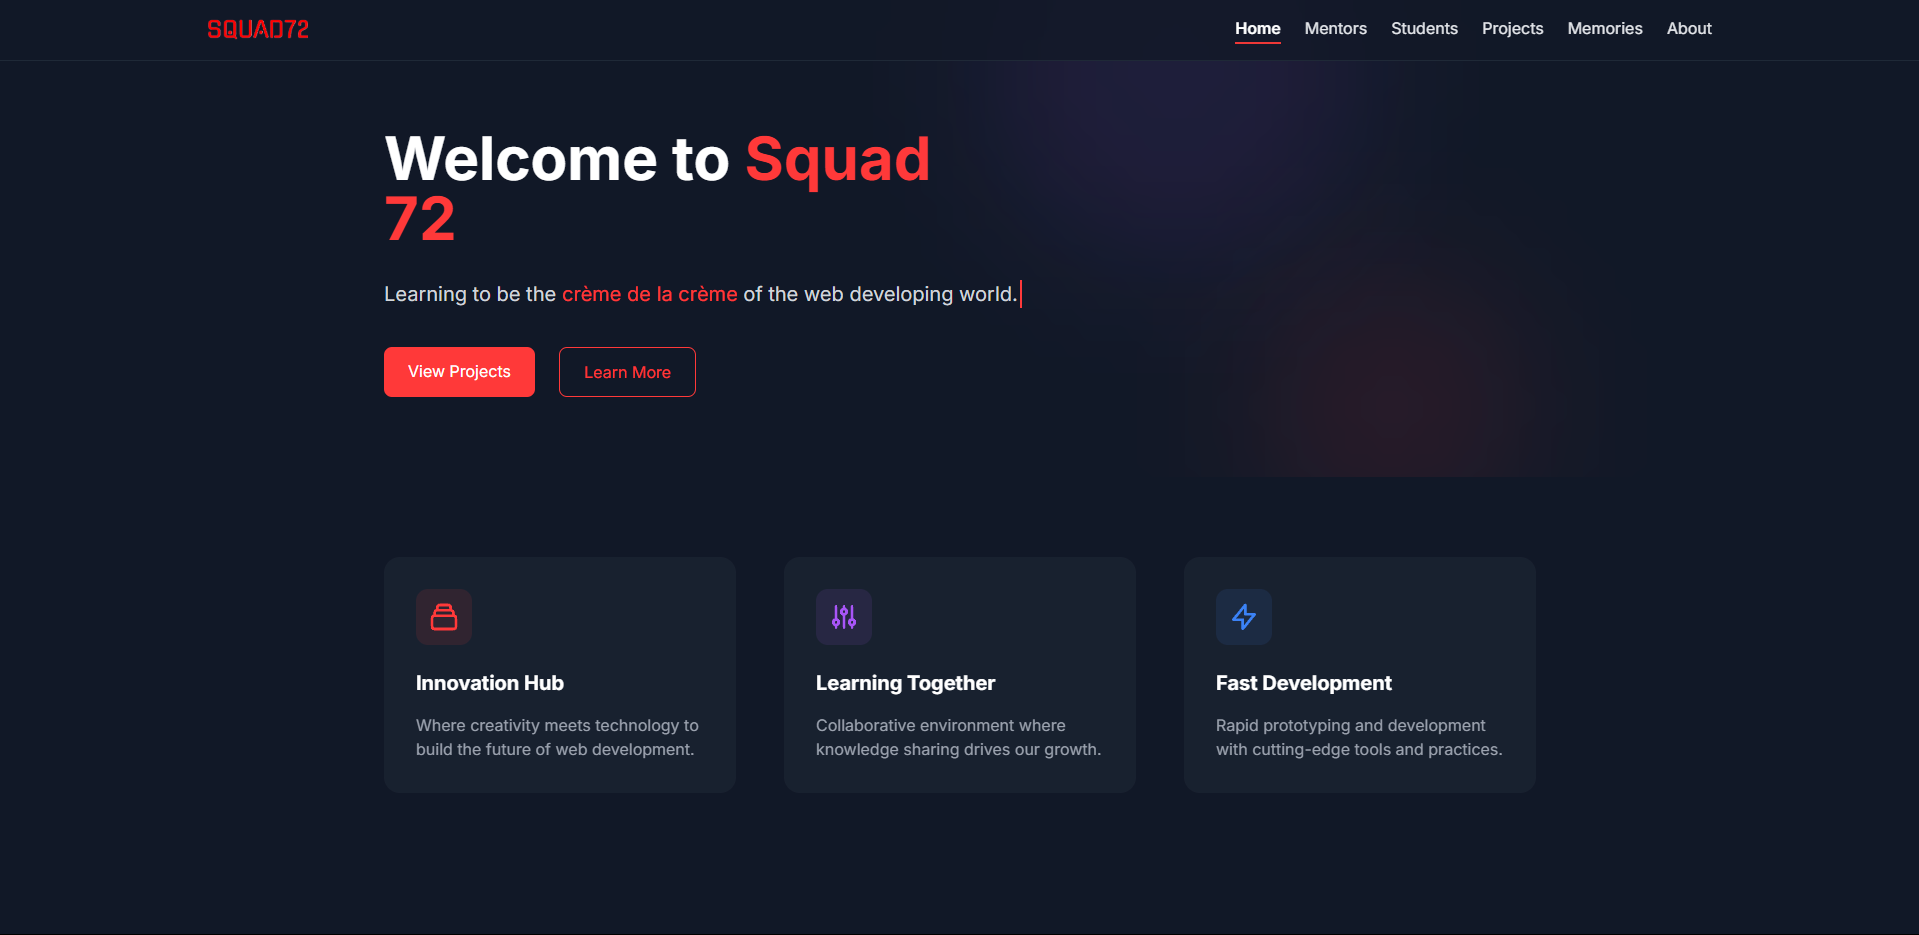 SQUAD72
Home Mentors Students Projects Memories About
Welcome to Squad
72
Learning to be the crème de la crème of the web developing world.
View Projects
Learn More
Innovation Hub
Where creativity meets technology to
build the future of web development.
Learning Together
Collaborative environment where
knowledge sharing drives our growth.
Fast Development
Rapid prototyping and development
with cutting-edge tools and practices.